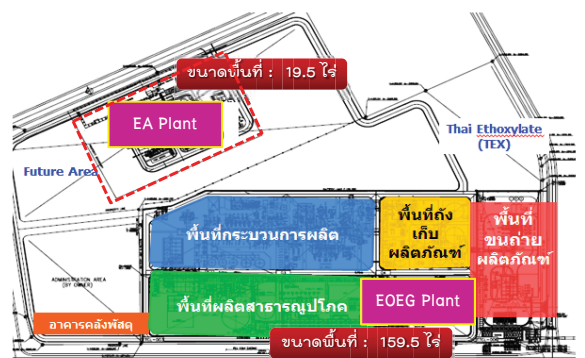 ขนาดพื้นที่ : 19.5 ไร่
EA Plant
Future Area
Thai Ethoxylate
(TEX)
พื้นที่กระบวนการผลิต
พื้นที่ถัง
เก็บ
ผลิตภัณฑ์
พื้นที่
ขนถ่าย
ผลิตภัณฑ์
ADMINISTRATION AREA
(BY OWNER)
พื้นที่ผลิตสาธารณูปโภค
EOEG Plant
อาคารคลังพัสดุ
ขนาดพื้นที่ : 159.5 ไร่